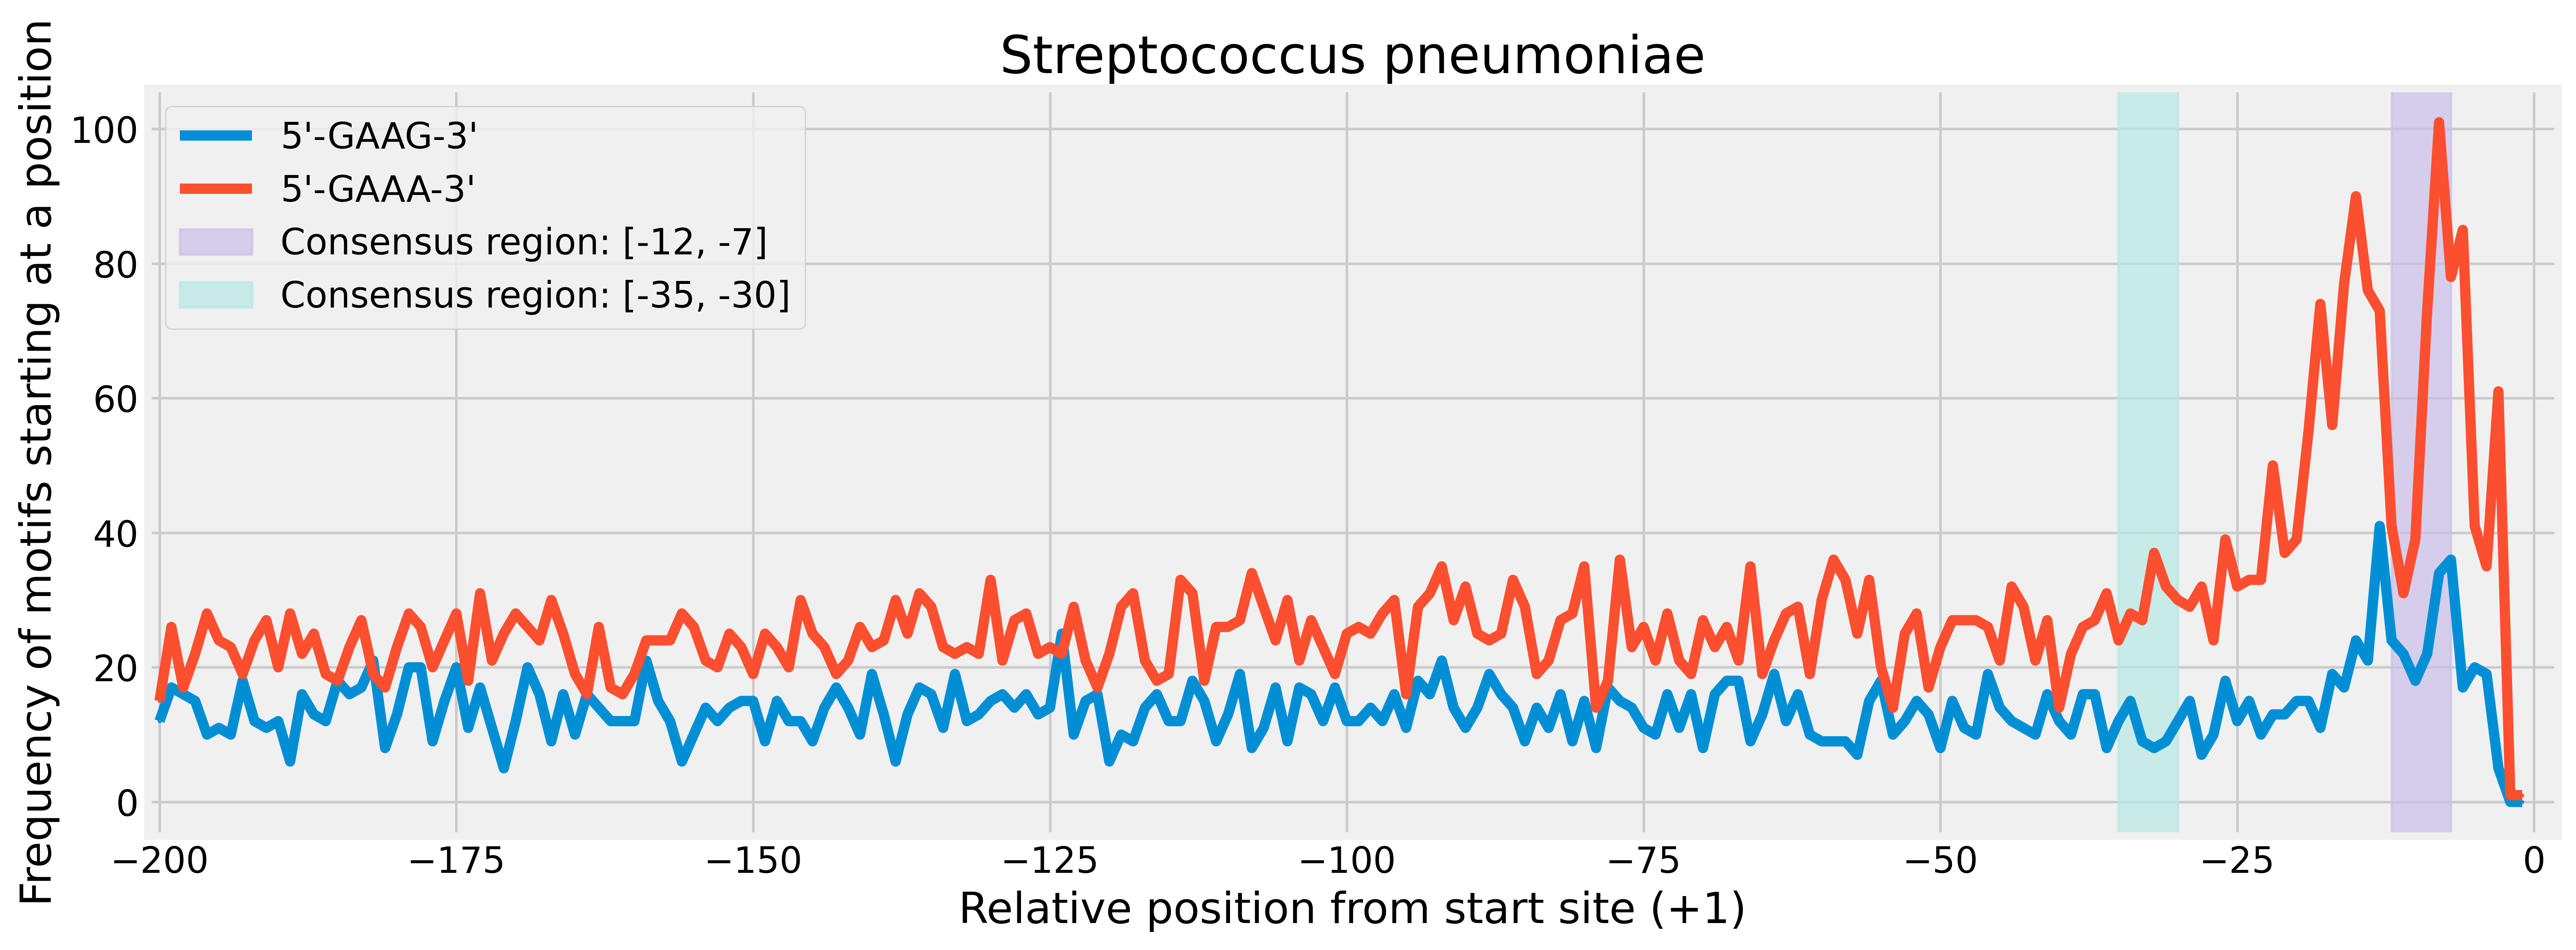 Streptococcus pneumoniae
Frequency of motifs starting at a position
100
80
60
40
20
0
5'-GAAG-3'
5'-GAAA-3'
Consensus region: [-12, -7]
Consensus region: [-35, -30]
−200 −175 −150 −125 −100 −75 −50 −25 0
Relative position from start site (+1)